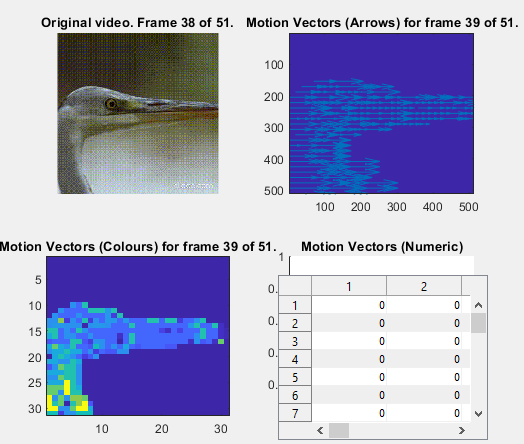 Original video. Frame 38 of 51.
Motion Vectors (Arrows) for frame 39 of 51.
100
200
300
400
500
100 200 300 400 500
Motion Vectors (Colours) for frame 39 of 51.
5
10
15
20
25
30
10 20 30
Motion Vectors (Numeric)
1
0.
0.
0.
0.
1 2
1 0 0
2 0 0
3 0 0
4 0 0
5 0 0
6 0 0
7 0 0